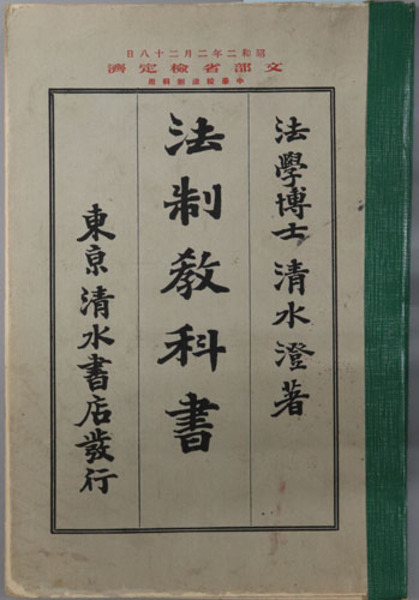 昭和二年二月二十八日
文部省檢定濟
中學校法制科用
法學博士 清水澄著
法制教科書
東京 清水書店發行